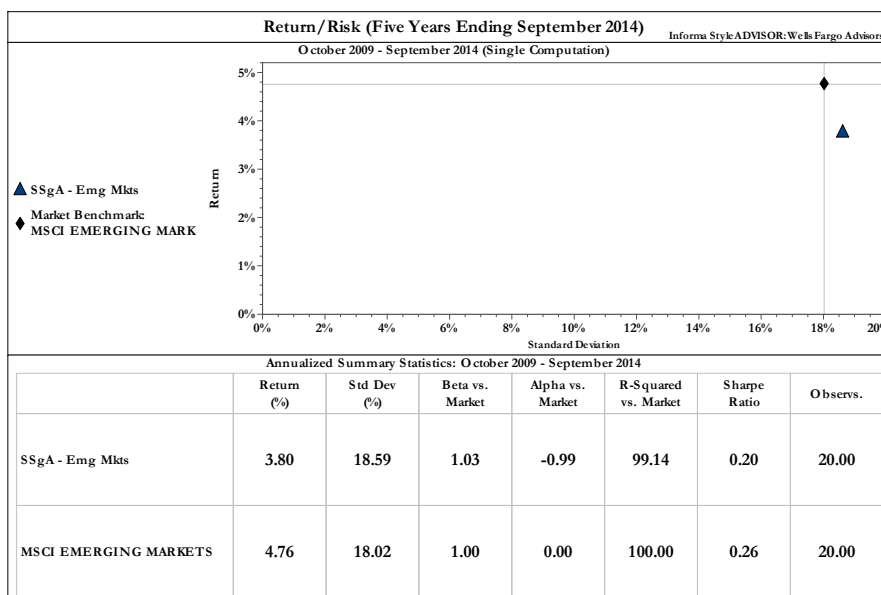 Return/Risk (Five Years Ending September 2014)
Informa StyleADVISOR: Wells Fargo Advisors
October 2009 - September 2014 (Single Computation)
5%
4%
3%
2%
1%
0%
Return
SSgA - Emg Mkts
Market Benchmark:
MSCI EMERGING MARK
0% 2% 4% 6% 8% 10% 12% 14% 16% 18% 20%
Standard Deviation
Annualized Summary Statistics: October 2009 - September 2014
Return (%) Std Dev (%) Beta vs. Market Alpha vs. Market R-Squared vs. Market Sharpe Ratio Observs.
SSgA - Emg Mkts 3.80 18.59 1.03 -0.99 99.14 0.20 20.00
MSCI EMERGING MARKETS 4.76 18.02 1.00 0.00 100.00 0.26 20.00